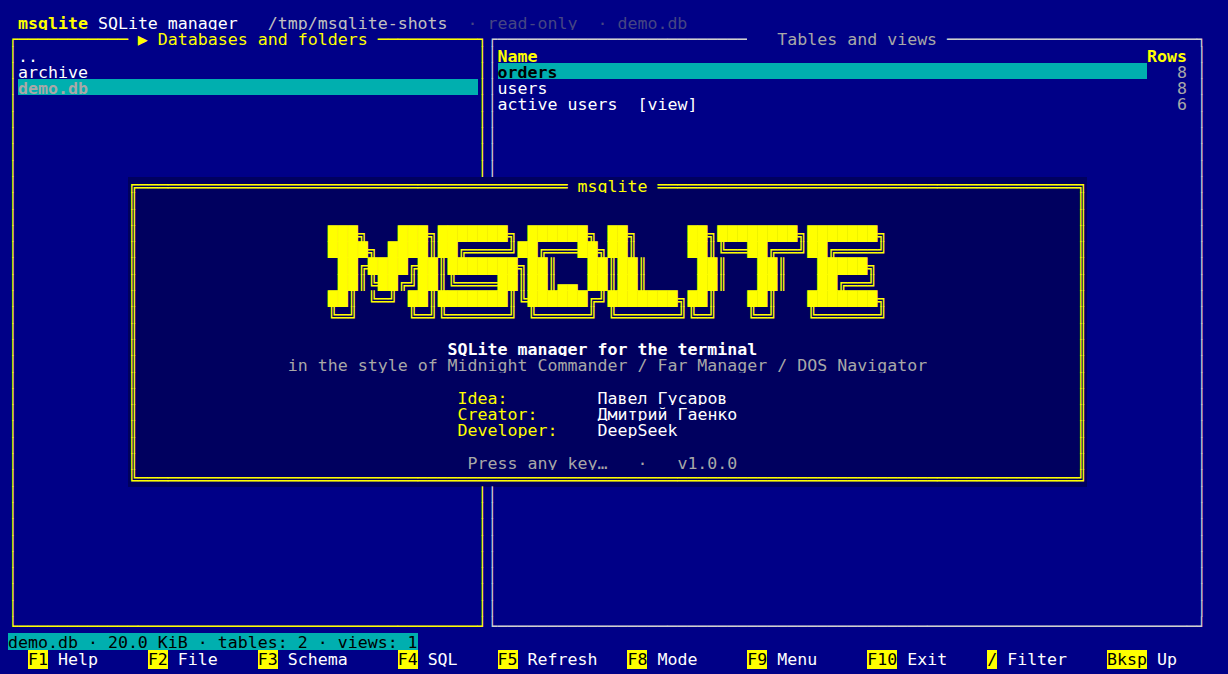 msqlite SQLite manager /tmp/msqlite-shots · read-only · demo.db
▶ Databases and folders
Tables and views
..
Name Rows
archive
orders 8
demo.db
users 8
active users [view] 6
msqlite
MSQLITE
SQLite manager for the terminal
in the style of Midnight Commander / Far Manager / DOS Navigator
Idea: Павел Гусаров
Creator: Дмитрий Гаенко
Developer: DeepSeek
Press any key… · v1.0.0
demo.db · 20.0 KiB · tables: 2 · views: 1
F1 Help F2 File F3 Schema F4 SQL F5 Refresh F8 Mode F9 Menu F10 Exit / Filter Bksp Up